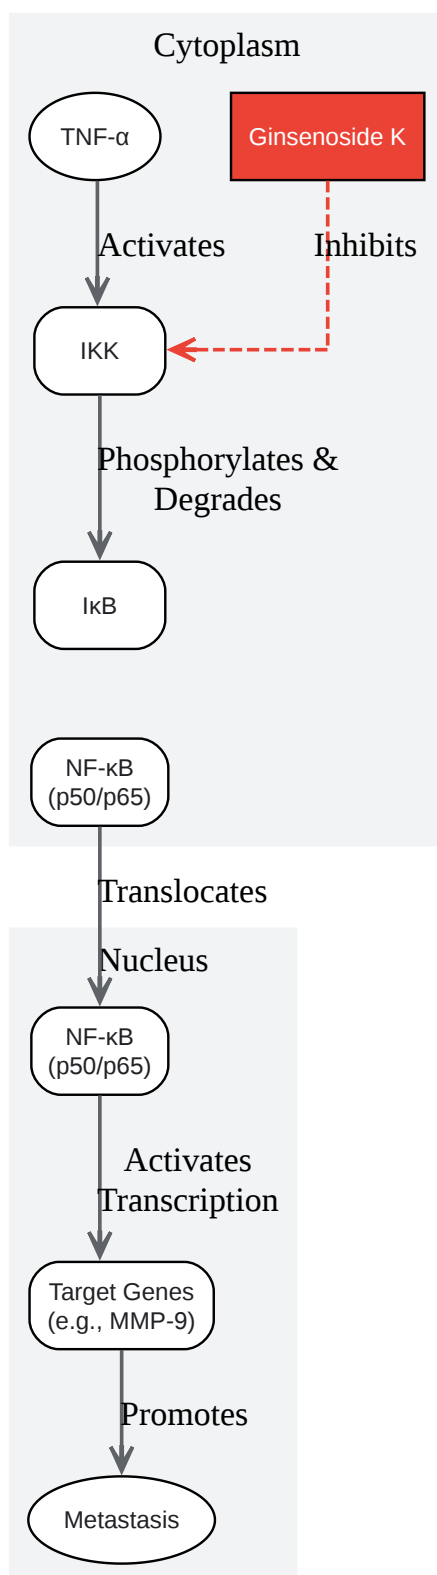 Cytoplasm
TNF-α
Ginsenoside K
Activates
Inhibits
IKK
Phosphorylates &
Degrades
IκB
NF-κB
(p50/p65)
Translocates
Nucleus
NF-κB
(p50/p65)
Activates
Transcription
Target Genes
(e.g., MMP-9)
Promotes
Metastasis